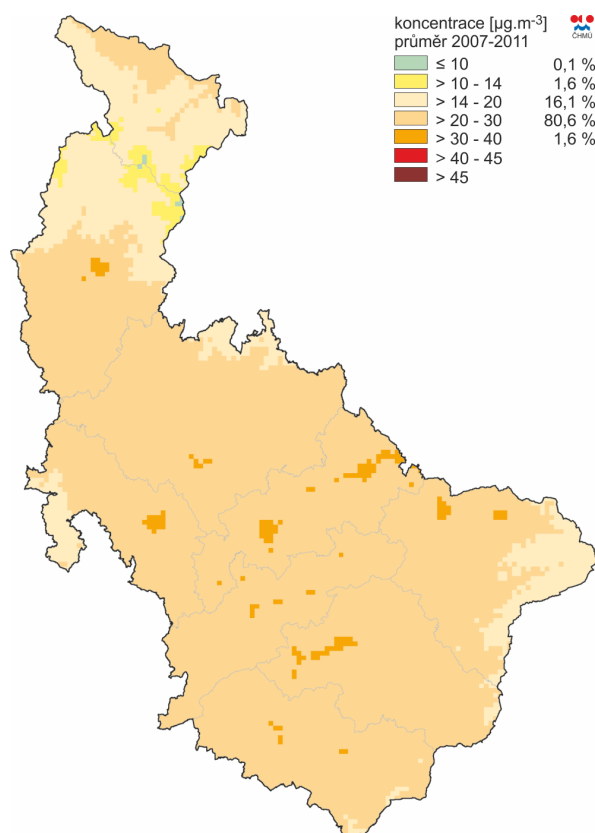 koncentrace [µg.m-³]
průměr 2007-2011
ČHMÚ
≤ 10 0,1 %
> 10 - 14 1,6 %
> 14 - 20 16,1 %
> 20 - 30 80,6 %
> 30 - 40 1,6 %
> 40 - 45
> 45